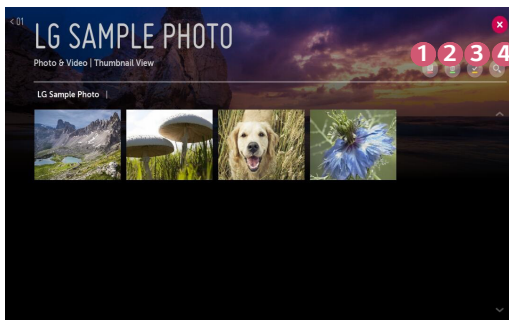 < 01
LG SAMPLE PHOTO
Photo & Video | Thumbnail View
1 2 3 4
LG Sample Photo |